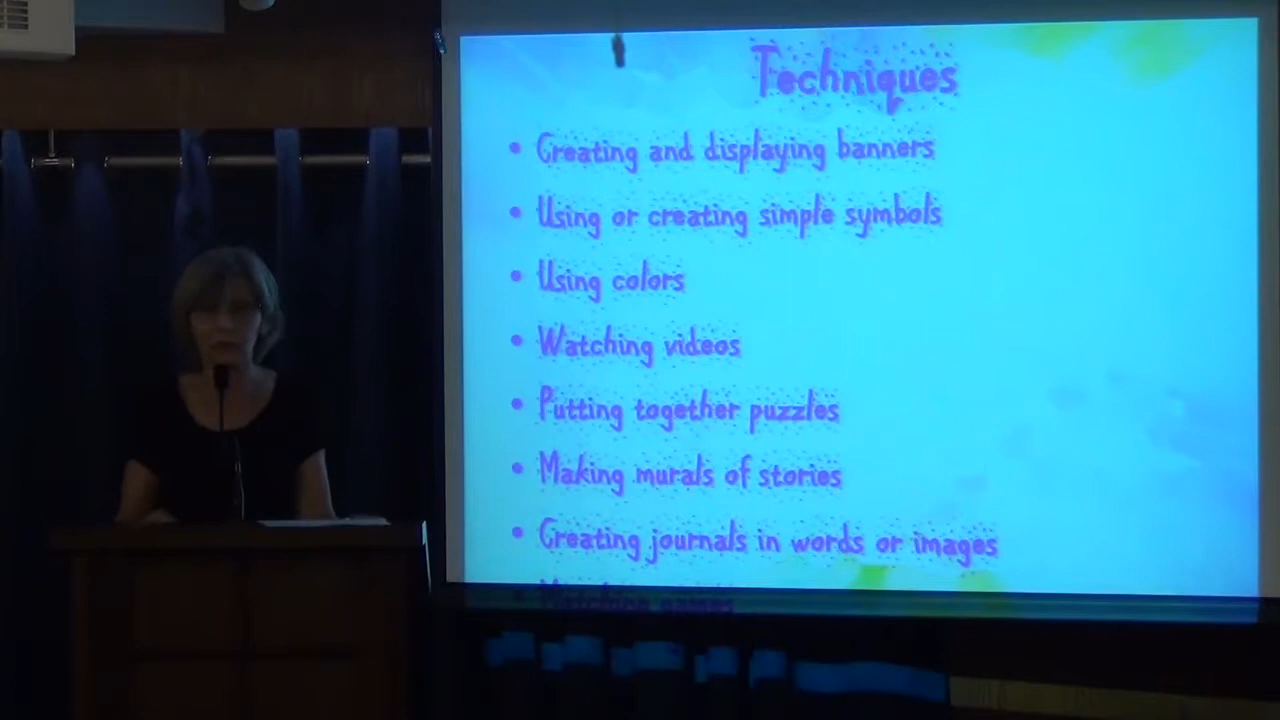 Techniques
• Creating and displaying banners
• Using or creating simple symbols
• Using colors
• Watching videos
• Putting together puzzles
• Making murals of stories
• Creating journals in words or images
games